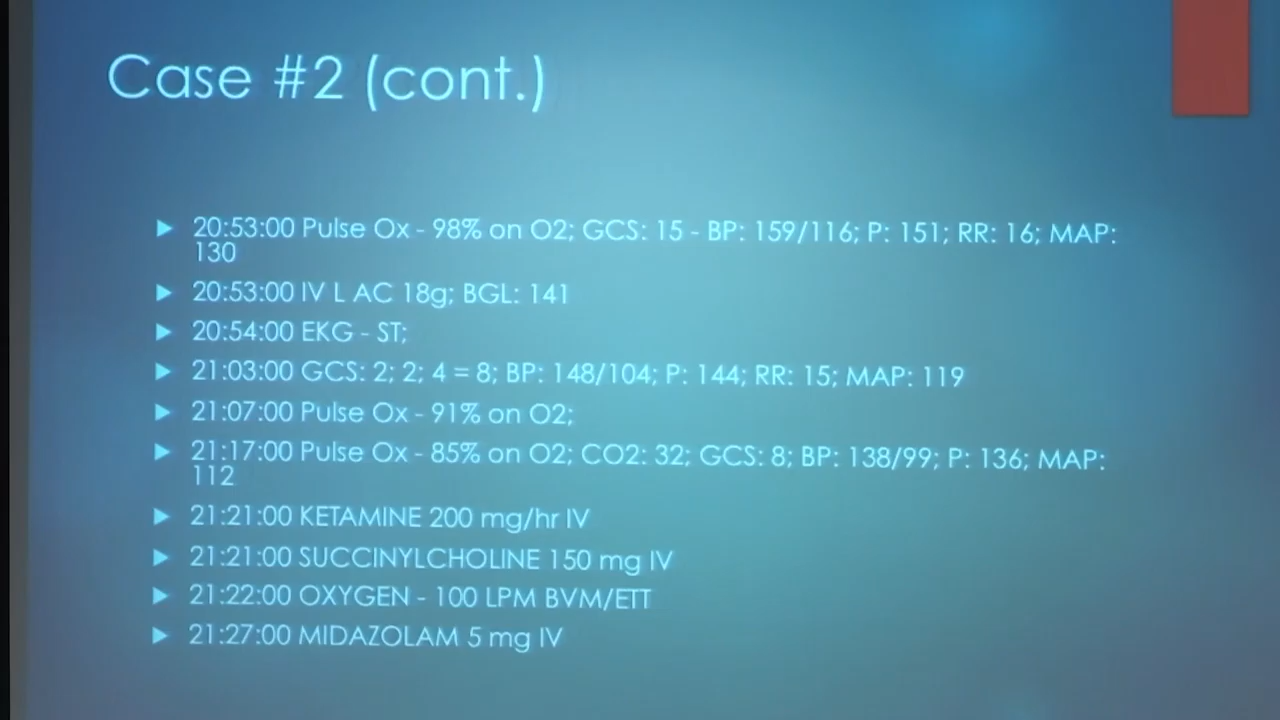 Case #2 (cont.)
20:53:00 Pulse Ox - 98% on O2; GCS: 15 - BP: 159/116; P: 151; RR: 16; MAP:
130
20:53:00 IV L AC 18g; BGL: 141
20:54:00 EKG - ST;
21:03:00 GCS: 2; 2; 4 = 8; BP: 148/104; P: 144; RR: 15; MAP: 119
21:07:00 Pulse Ox - 91% on O2;
21:17:00 Pulse Ox - 85% on O2; CO2: 32; GCS: 8; BP: 138/99; P: 136; MAP:
112
21:21:00 KETAMINE 200 mg/hr IV
21:21:00 SUCCINYLCHOLINE 150 mg IV
21:22:00 OXYGEN - 100 LPM BVM/ETT
21:27:00 MIDAZOLAM 5 mg IV